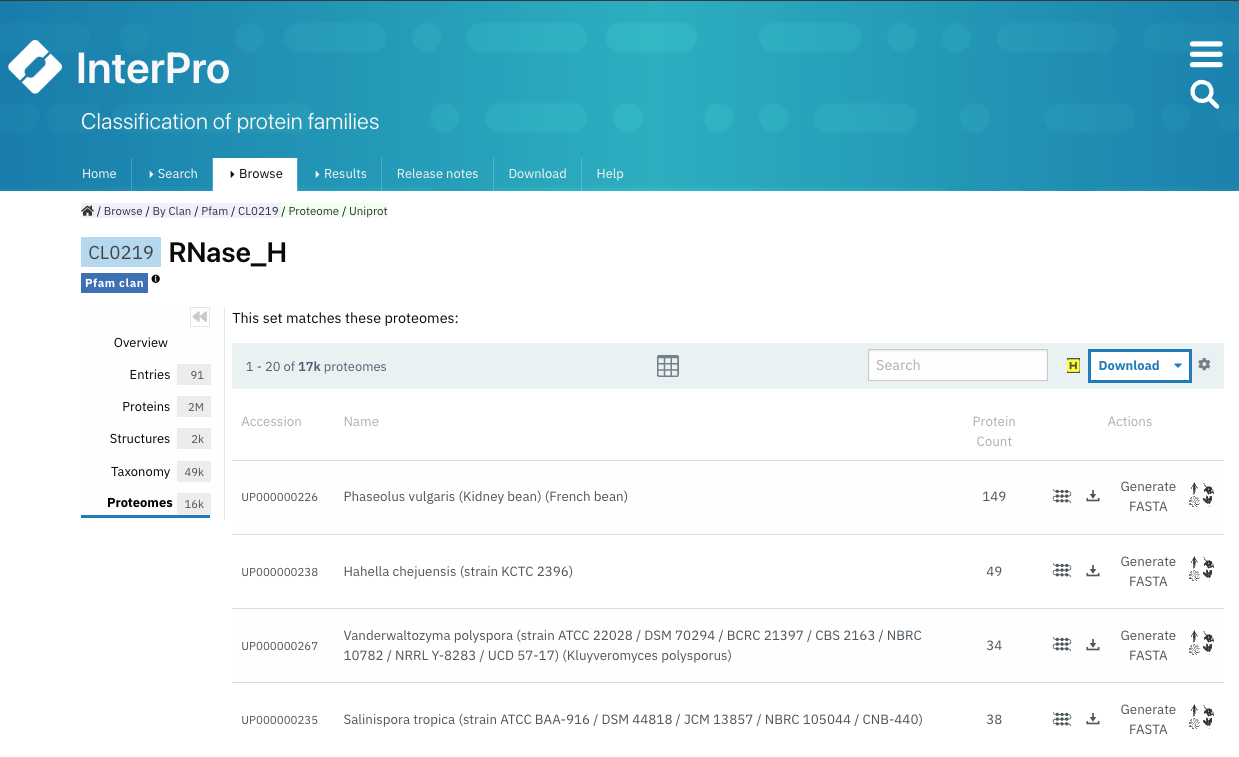 InterPro
Classification of protein families
Home Search Browse Results Release notes Download Help
/ Browse / By Clan / Pfam / CL0219 / Proteome / Uniprot
CL0219 RNase_H
Pfam clan
Overview
Entries 91
Proteins 2M
Structures 2k
Taxonomy 49k
Proteomes 16k
This set matches these proteomes:
1 - 20 of 17k proteomes Search H Download
Accession Name Protein Count Actions
UP000000226 Phaseolus vulgaris (Kidney bean) (French bean) 149 Generate FASTA
UP000000238 Hahella chejuensis (strain KCTC 2396) 49 Generate FASTA
UP000000267 Vanderwaltozyma polyspora (strain ATCC 22028 / DSM 70294 / BCRC 21397 / CBS 2163 / NBRC
10782 / NRRL Y-8283 / UCD 57-17) (Kluyveromyces polysporus) 34 Generate FASTA
UP000000235 Salinispora tropica (strain ATCC BAA-916 / DSM 44818 / JCM 13857 / NBRC 105044 / CNB-440) 38 Generate FASTA